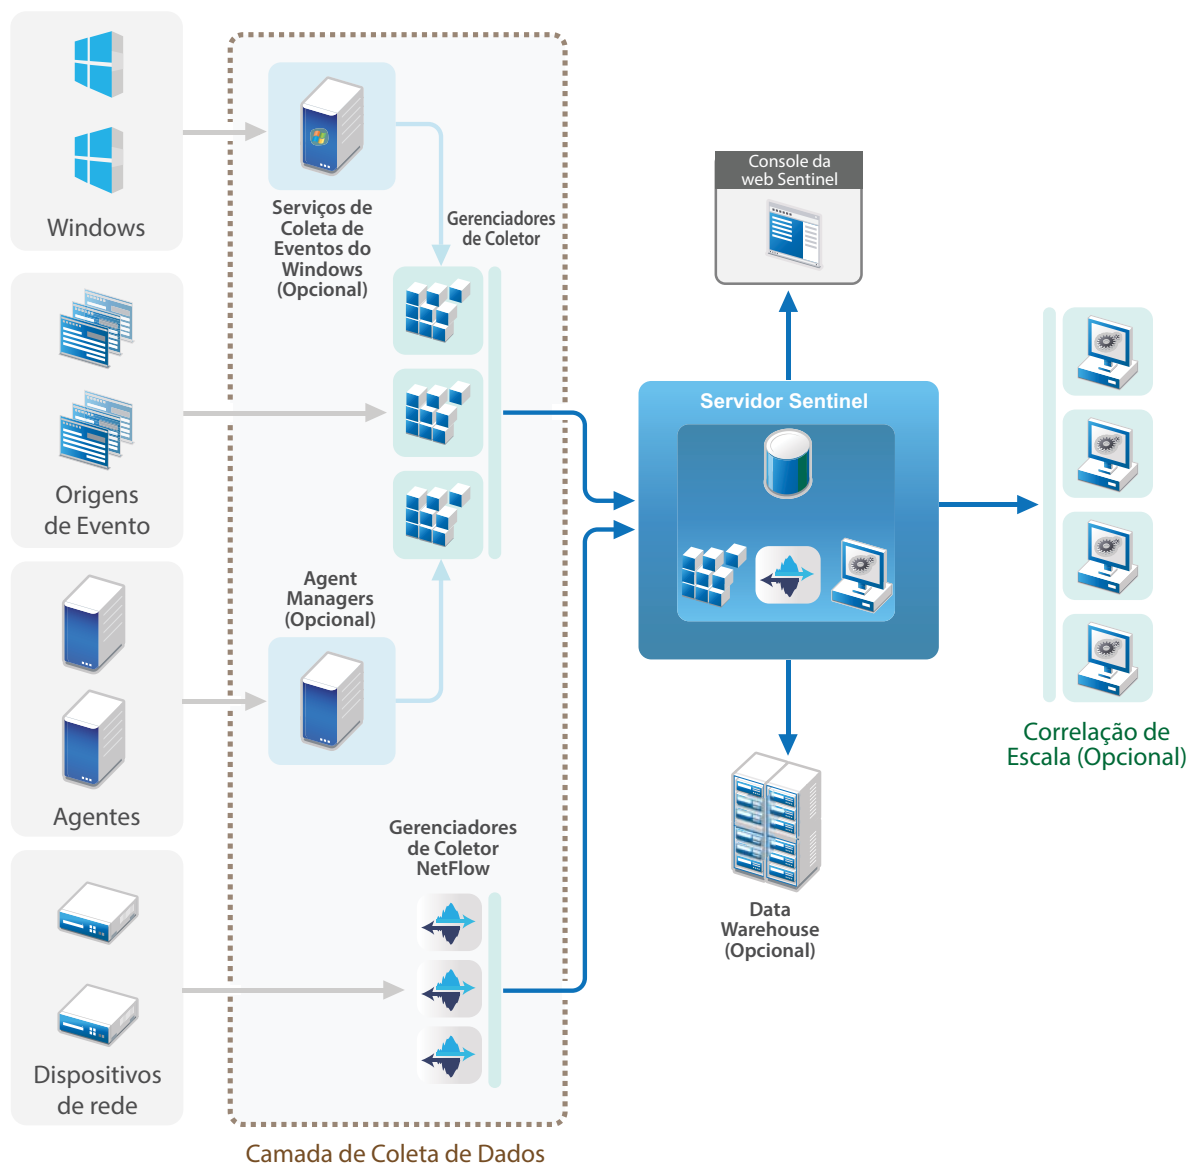 Windows
Serviços de
Coleta de
Eventos do
Windows
(Opcional)
Gerenciadores
de Coletor
Console da
web Sentinel
Origens
de Evento
Servidor Sentinel
Agent
Managers
(Opcional)
Agentes
Correlação de
Escala (Opcional)
Gerenciadores
de Coletor
NetFlow
Data
Warehouse
(Opcional)
Dispositivos
de rede
Camada de Coleta de Dados